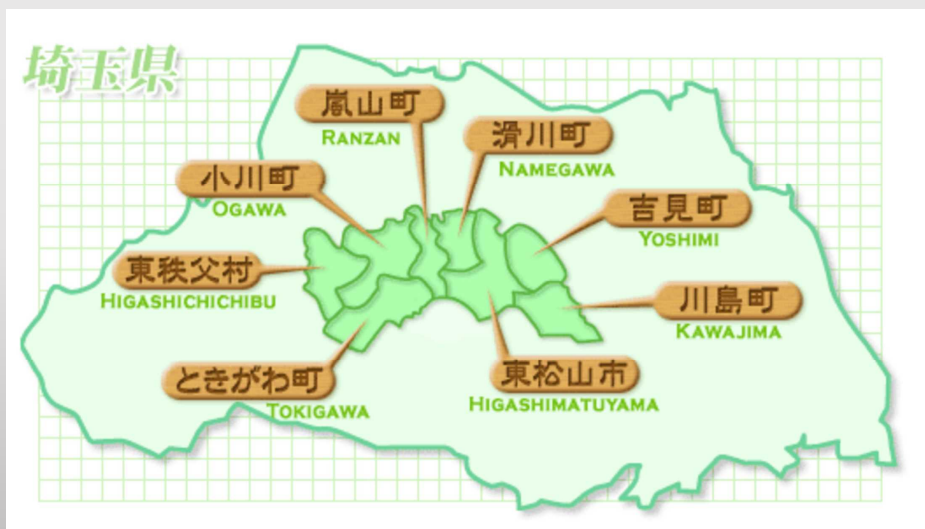 埼玉県
嵐山町
RANZAN
滑川町
NAMEGAWA
小川町
OGAWA
吉見町
YOSHIMI
東秩父村
HIGASHICHICHIBU
川島町
KAWAJIMA
ときがわ町
TOKIGAWA
東松山市
HIGASHIMATUYAMA